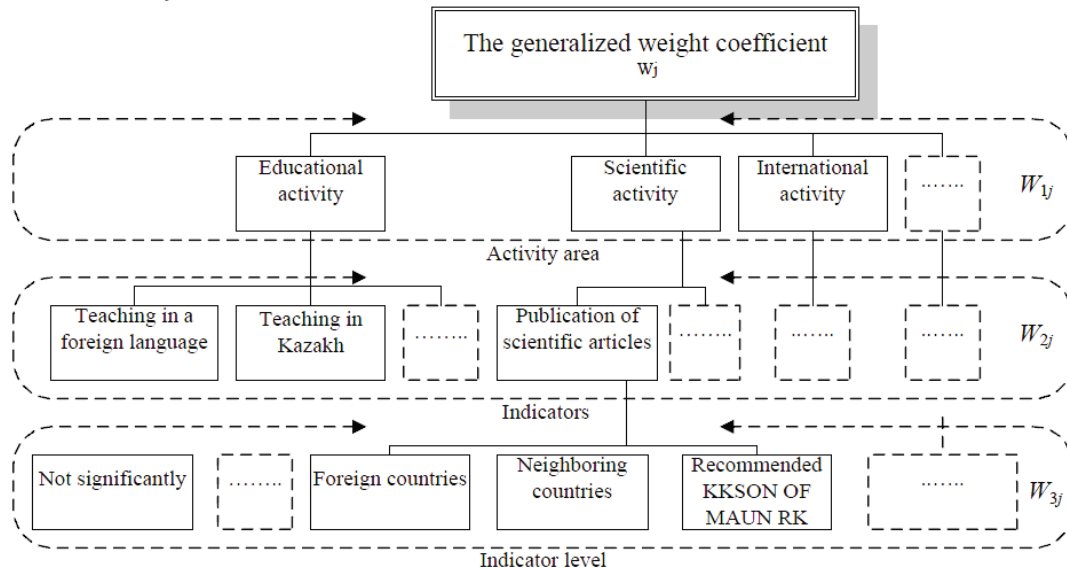 The generalized weight coefficient
wj
Educational
activity
Scientific
activity
International
activity
.......
W1j
Activity area
Teaching in a
foreign language
Teaching in
Kazakh
........
Publication of
scientific articles
........
.......
.......
W2j
Indicators
Not significantly
........
Foreign countries
Neighboring
countries
Recommended
KKSON OF
MAUN RK
.......
W3j
Indicator level